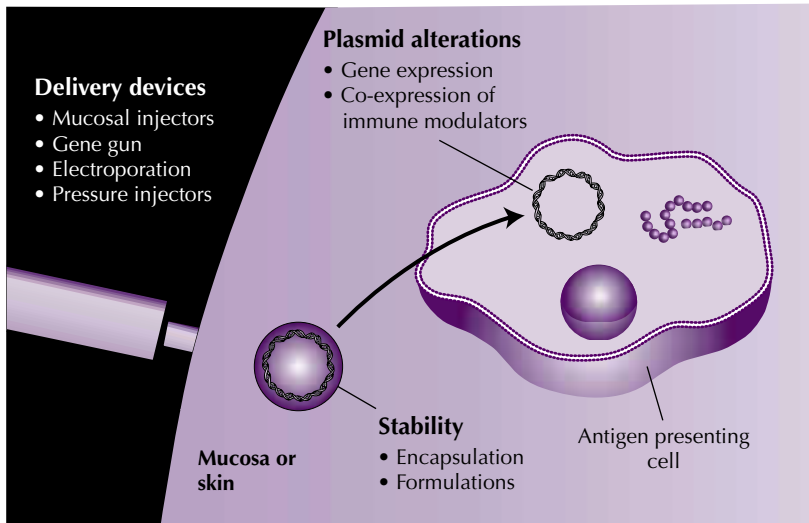 Delivery devices
• Mucosal injectors
• Gene gun
• Electroporation
• Pressure injectors
Plasmid alterations
• Gene expression
• Co-expression of
immune modulators
Stability
• Encapsulation
• Formulations
Mucosa or
skin
Antigen presenting
cell